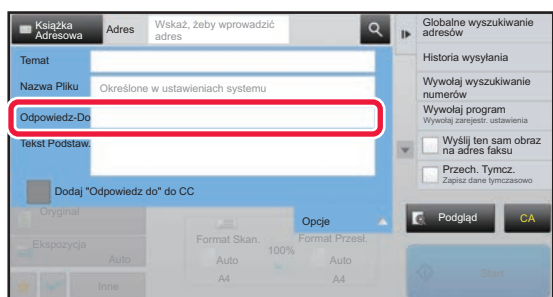 Książka
Adresowa
Adres
Wskaż, żeby wprowadzić
adres
Temat
Nazwa Pliku
Określone w ustawieniach systemu
Odpowiedz-Do
Tekst Podstaw.
Dodaj "Odpowiedz do" do CC
Opcje
Oryginał
Ekspozycja
Auto
Inne
Format Skan.
Auto
A4
100%
Format Przesł.
Auto
A4
Globalne wyszukiwanie
adresów
Historia wysyłania
Wywołaj wyszukiwanie
numerów
Wywołaj program
Wywołaj zarejestr. ustawienia
Wyślij ten sam obraz
na adres faksu
Przech. Tymcz.
Zapisz dane tymczasowo
Podgląd
CA
Start